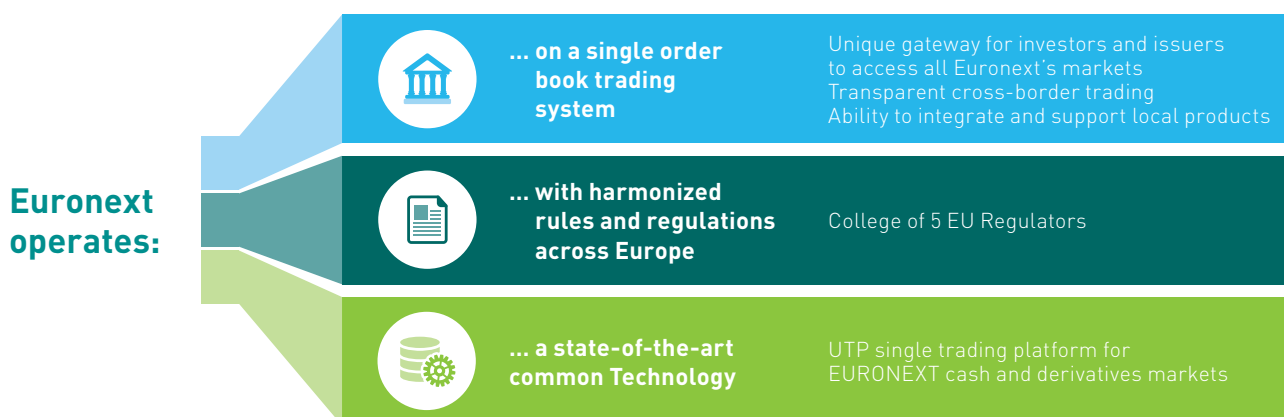 Euronext
operates:
... on a single order
book trading
system
Unique gateway for investors and issuers
to access all Euronext's markets
Transparent cross-border trading
Ability to integrate and support local products
... with harmonized
rules and regulations
across Europe
College of 5 EU Regulators
... a state-of-the-art
common Technology
UTP single trading platform for
EURONEXT cash and derivatives markets